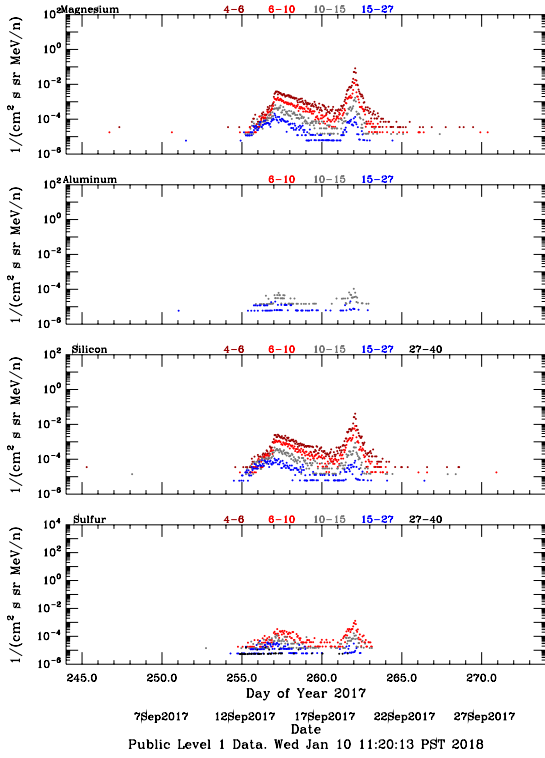 Magnesium 4-6 6-10 10-15 15-27
10² 10⁰ 10⁻² 10⁻⁴ 10⁻⁶
1/(cm² s sr MeV/n)
Aluminum 6-10 10-15 15-27
10² 10⁰ 10⁻² 10⁻⁴ 10⁻⁶
1/(cm² s sr MeV/n)
Silicon 4-6 6-10 10-15 15-27 27-40
10² 10⁰ 10⁻² 10⁻⁴ 10⁻⁶
1/(cm² s sr MeV/n)
Sulfur 4-6 6-10 10-15 15-27 27-40
10⁴ 10² 10⁰ 10⁻² 10⁻⁴ 10⁻⁶
1/(cm² s sr MeV/n)
245.0 250.0 255.0 260.0 265.0 270.0
Day of Year 2017
7Sep2017 12Sep2017 17Sep2017 22Sep2017 27Sep2017
Date
Public Level 1 Data. Wed Jan 10 11:20:13 PST 2018